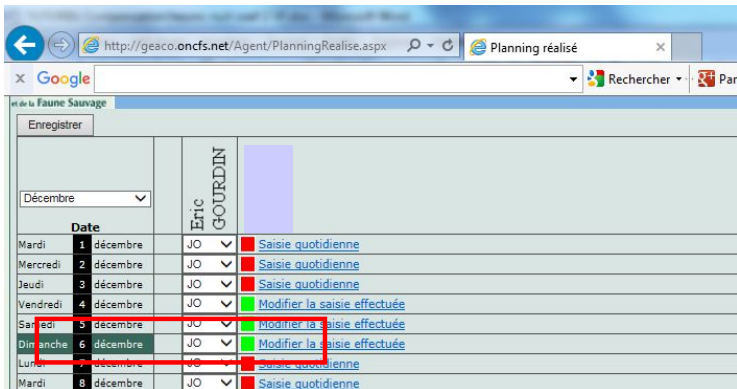 http://geaco.oncfs.net/Agent/PlanningRealise.aspx
Planning réalisé
x Google
Rechercher
Par
et de la Faune Sauvage
Enregistrer
Décembre
Date
Eric
GOURDIN
Mardi 1 décembre JO Saisie quotidienne
Mercredi 2 décembre JO Saisie quotidienne
Jeudi 3 décembre JO Saisie quotidienne
Vendredi 4 décembre JO Modifier la saisie effectuée
Samedi 5 décembre JO Modifier la saisie effectuée
Dimanche 6 décembre JO Modifier la saisie effectuée
Lundi 7 décembre JO Saisie quotidienne
Mardi 8 décembre JO Saisie quotidienne